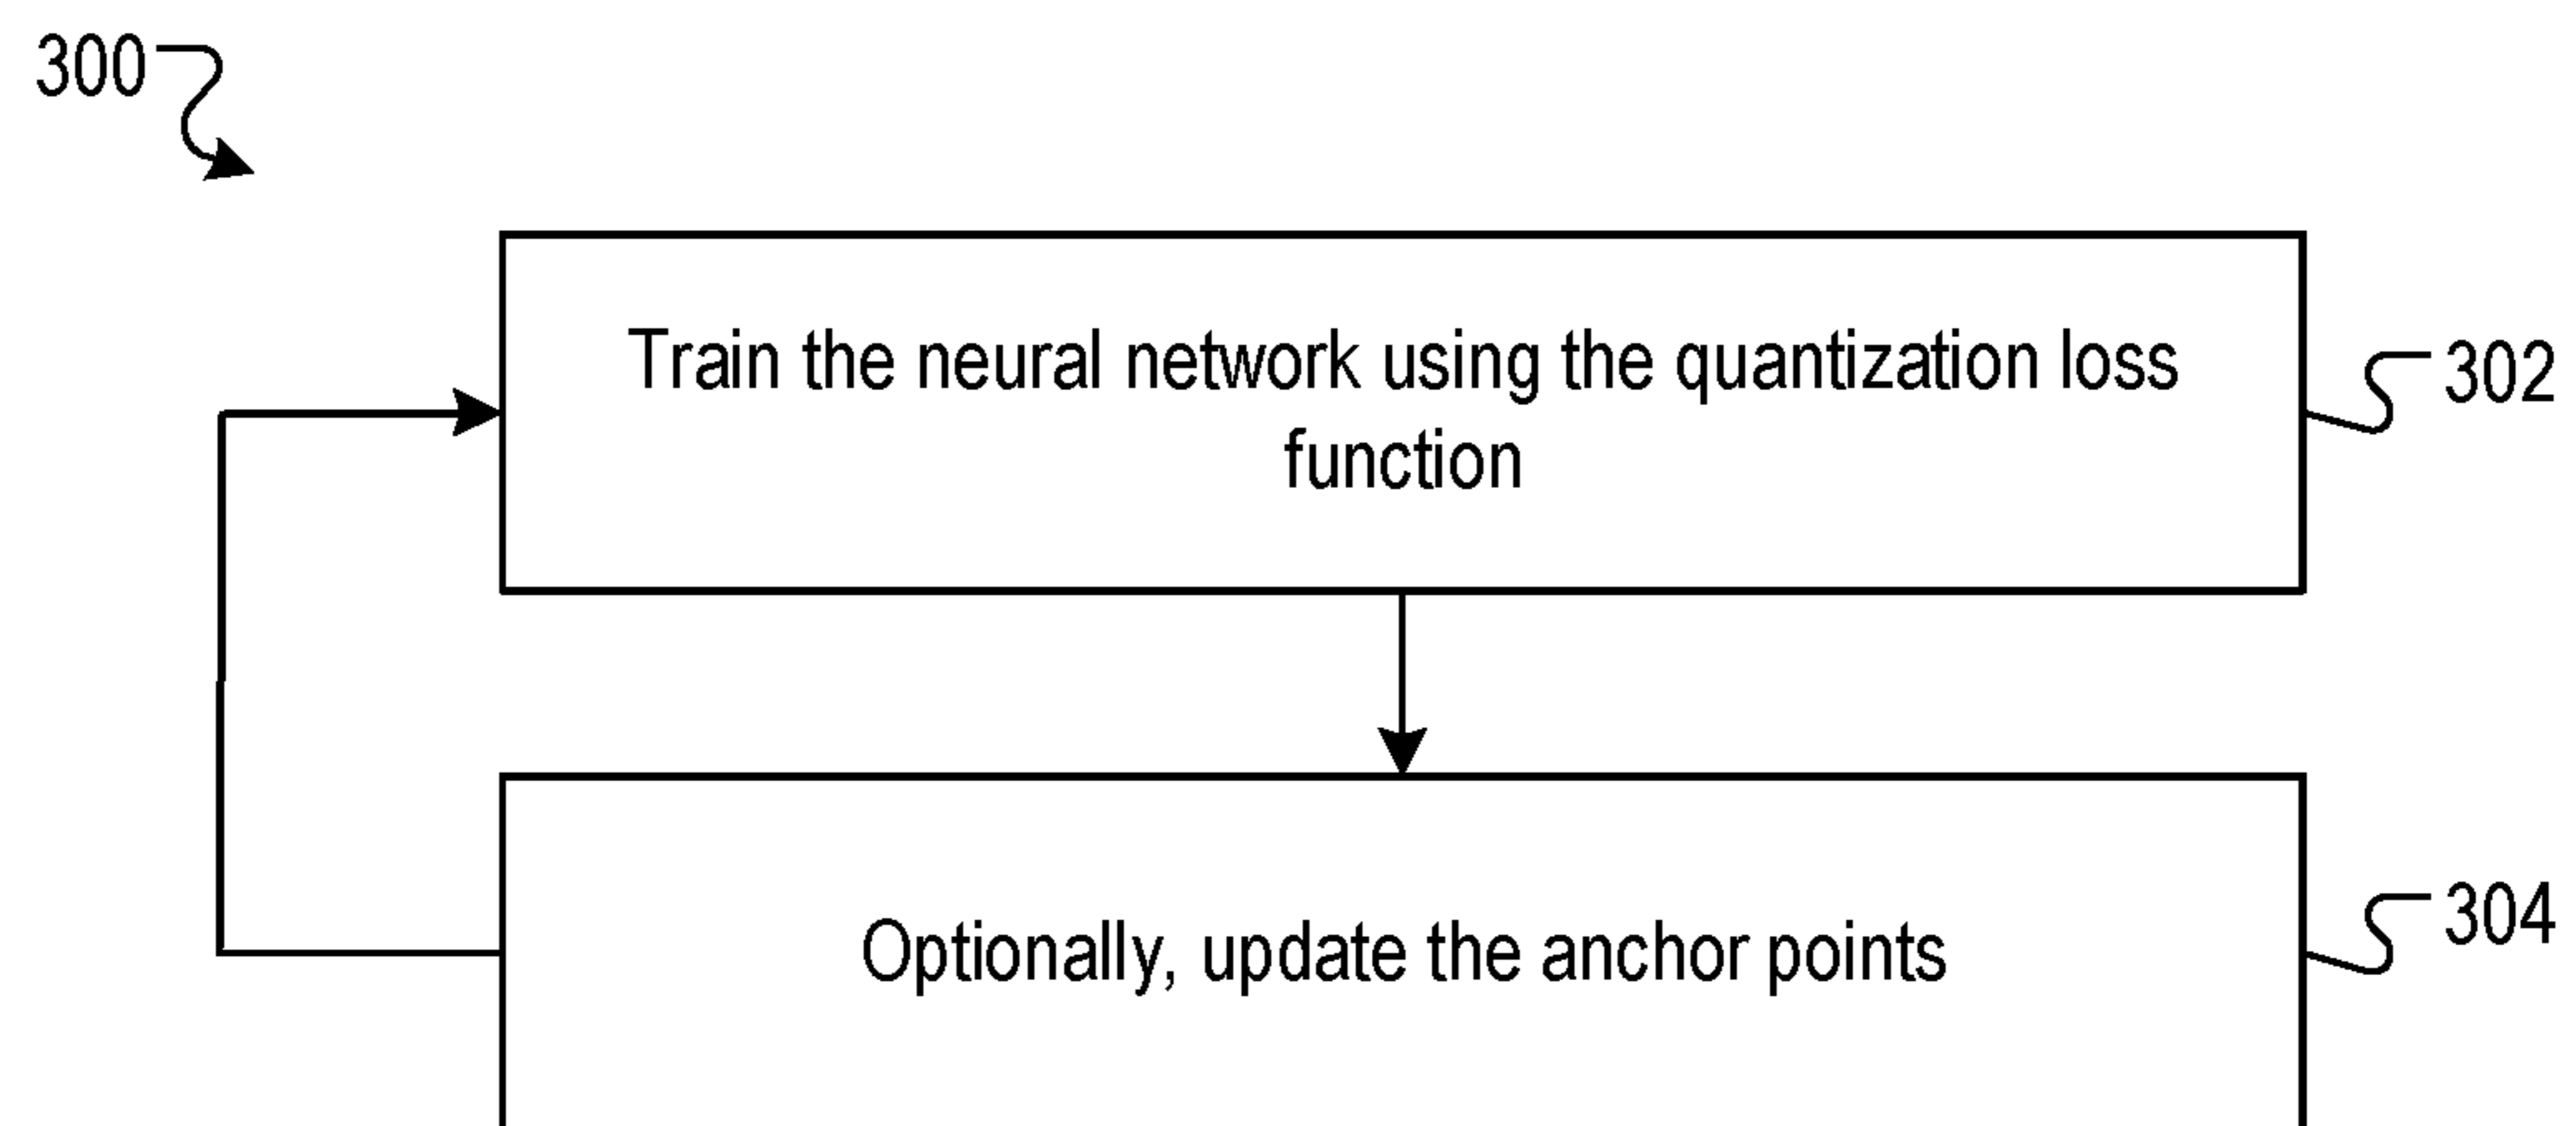 300
Train the neural network using the quantization loss
function
302
Optionally, update the anchor points
304